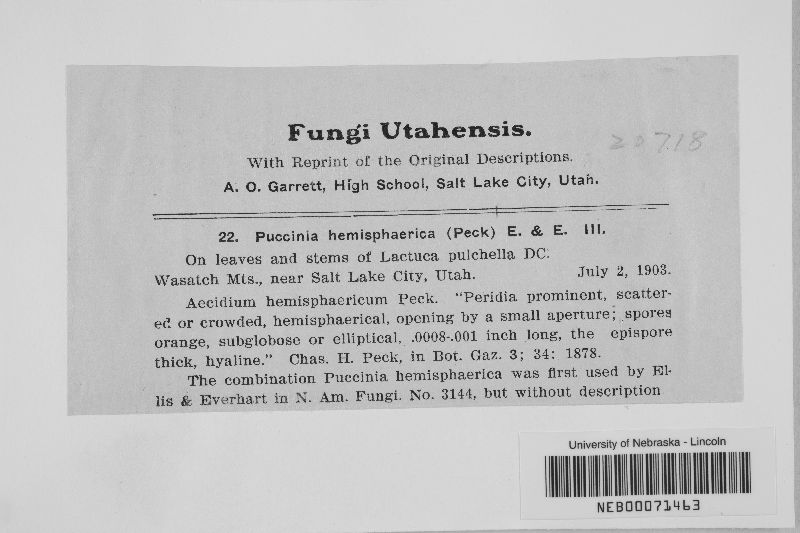 Fungi Utahensis.
20718
With Reprint of the Original Descriptions.
A. O. Garrett, High School, Salt Lake City, Utah.
22. Puccinia hemisphaerica (Peck) E. & E. III.
On leaves and stems of Lactuca pulchella DC.
Wasatch Mts., near Salt Lake City, Utah. July 2, 1903.
Aecidium hemisphaericum Peck. "Peridia prominent, scatter-
ed or crowded, hemisphaerical, opening by a small aperture; spores
orange, subglobose or elliptical, .0008-.001 inch long, the epispore
thick, hyaline." Chas. H. Peck, in Bot. Gaz. 3; 34: 1878.
The combination Puccinia hemisphaerica was first used by El-
lis & Everhart in N. Am. Fungi. No. 3144, but without description
University of Nebraska - Lincoln
NEB00071463